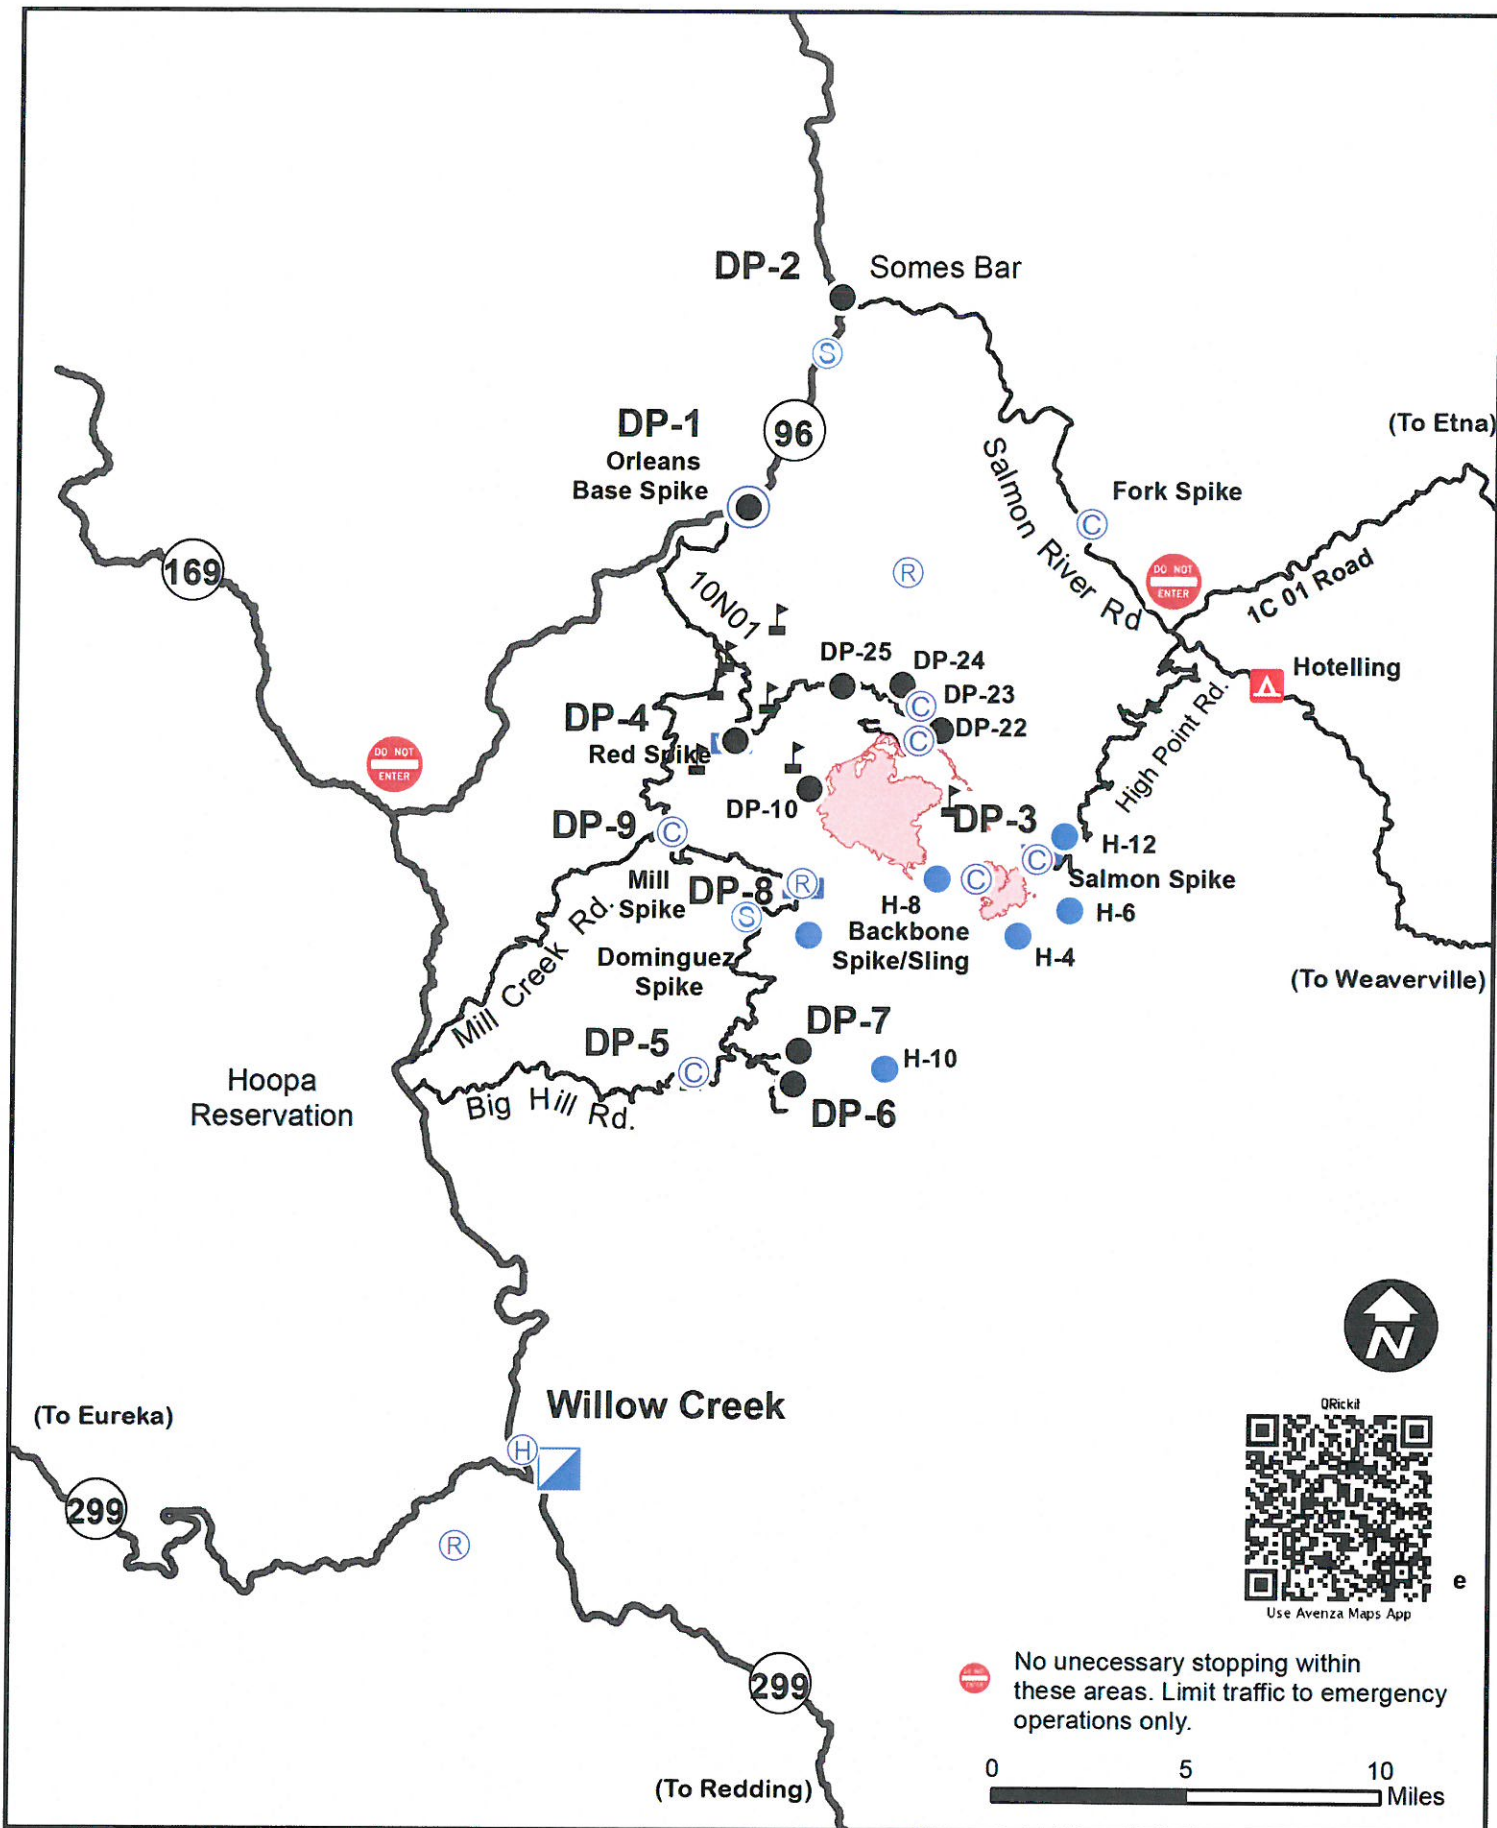 DP-2
Somes Bar
S
DP-1
96
Orleans
Base Spike
(To Etna)
Salmon River Rd
Fork Spike
C
169
R
DO NOT
ENTER
1C 01 Road
10N01
DP-25
DP-24
Hotelling
DP-23
C
DP-4
DP-22
C
Red Spike
High Point Rd.
DO NOT
ENTER
DP-10
DP-3
DP-9
C
H-12
C
Mill
Spike
DP-8
R
C
Salmon Spike
H-8
H-6
S
Backbone
Spike/Sling
H-4
Dominguez
Spike
(To Weaverville)
Mill Creek Rd.
DP-7
DP-5
H-10
C
Hoopa
Reservation
Big Hill Rd.
DP-6
N
Willow Creek
(To Eureka)
QRickit
H
299
R
e
Use Avenza Maps App
DO NOT
ENTER
No unecessary stopping within
these areas. Limit traffic to emergency
operations only.
299
0 5 10
Miles
(To Redding)